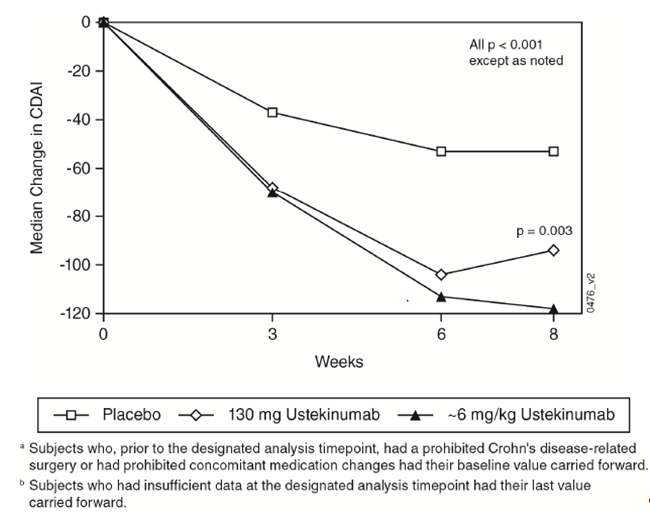 0
-20
-40
-60
-80
-100
-120
Median Change in CDAI
All p < 0.001
except as noted
p = 0.003
0476_v2
0 3 6 8
Weeks
Placebo 130 mg Ustekinumab ~6 mg/kg Ustekinumab
a Subjects who, prior to the designated analysis timepoint, had a prohibited Crohn's disease-related
surgery or had prohibited concomitant medication changes had their baseline value carried forward.
b Subjects who had insufficient data at the designated analysis timepoint had their last value
carried forward.